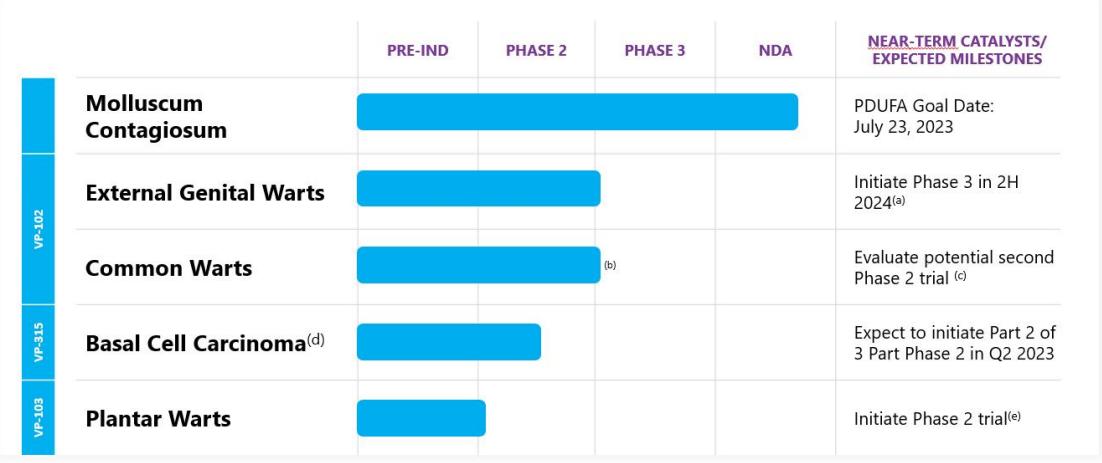 PRE-IND
PHASE 2
PHASE 3
NDA
NEAR-TERM CATALYSTS/
EXPECTED MILESTONES
Molluscum
Contagiosum
PDUFA Goal Date:
July 23, 2023
VP-102
External Genital Warts
Initiate Phase 3 in 2H
2024(a)
Common Warts
(b)
Evaluate potential second
Phase 2 trial (c)
VP-315
Basal Cell Carcinoma(d)
Expect to initiate Part 2 of
3 Part Phase 2 in Q2 2023
VP-103
Plantar Warts
Initiate Phase 2 trial(e)